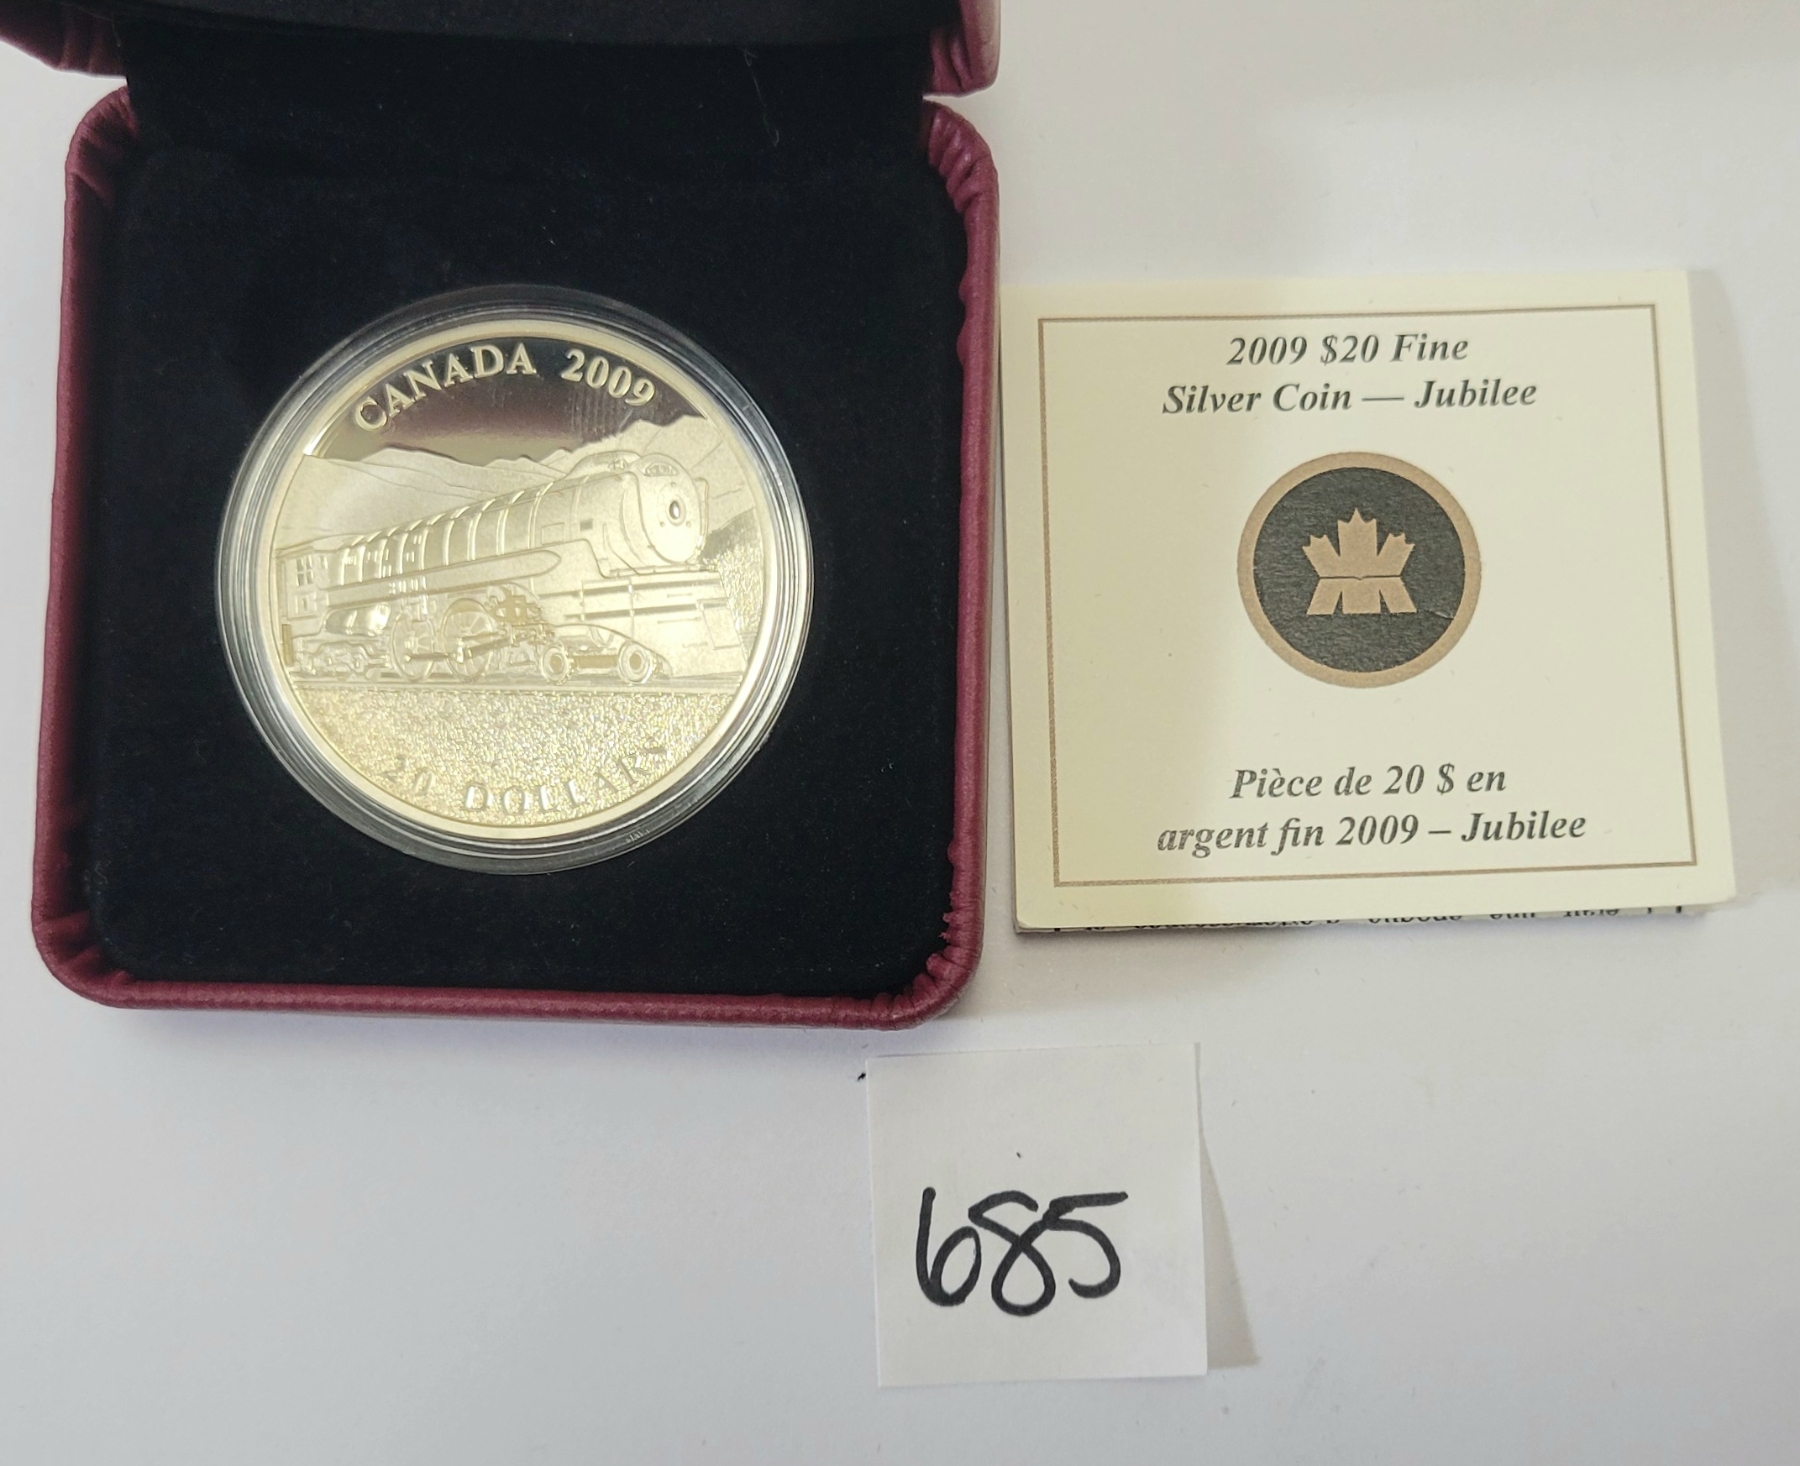 CANADA 2009
20 DOLLARS
2009 $20 Fine
Silver Coin — Jubilee
Pièce de 20 $ en
argent fin 2009 – Jubilee
685